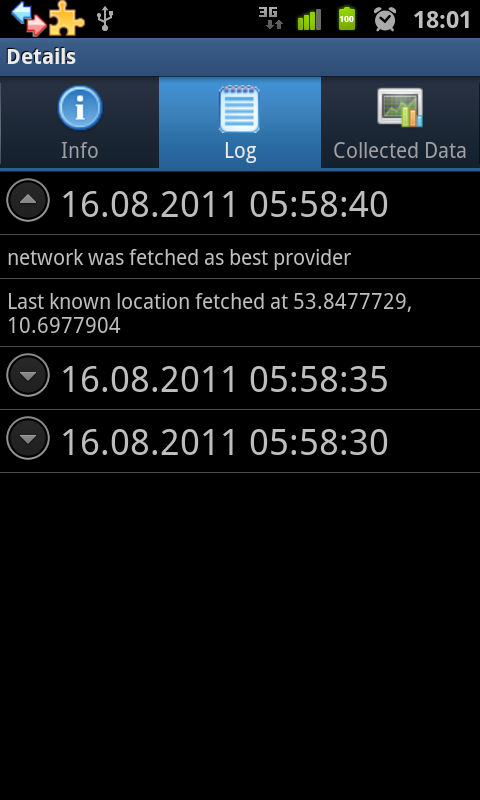 3G 100 18:01
Details
Info Log Collected Data
16.08.2011 05:58:40
network was fetched as best provider
Last known location fetched at 53.8477729,
10.6977904
16.08.2011 05:58:35
16.08.2011 05:58:30